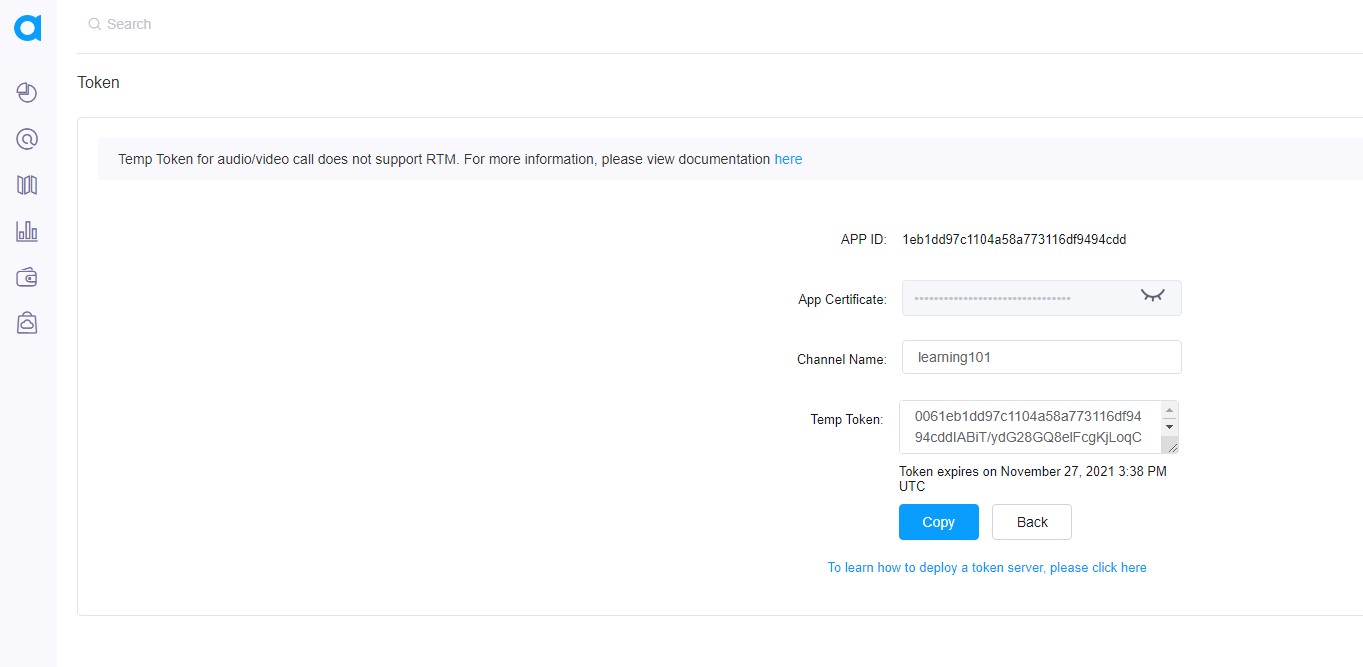 Search
Token
Temp Token for audio/video call does not support RTM. For more information, please view documentation here
APP ID: 1eb1dd97c1104a58a773116df9494cdd
App Certificate: --------------------------------
Channel Name: learning101
Temp Token: 0061eb1dd97c1104a58a773116df94
94cddIABiT/ydG28GQ8elFcgKjLoqC
Token expires on November 27, 2021 3:38 PM
UTC
Copy Back
To learn how to deploy a token server, please click here